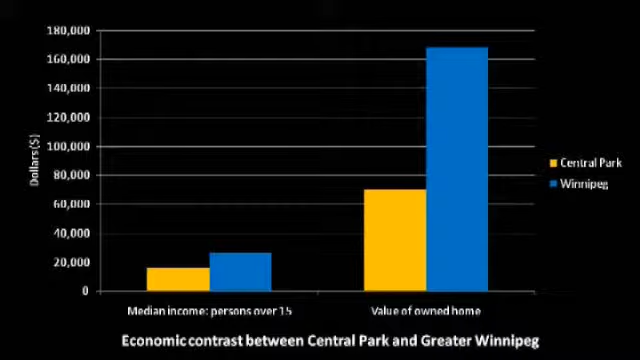 180,000
160,000
140,000
120,000
100,000
80,000
60,000
40,000
20,000
0
Dollars($)
Central Park
Winnipeg
Median income: persons over 15
Value of owned home
Economic contrast between Central Park and Greater Winnipeg